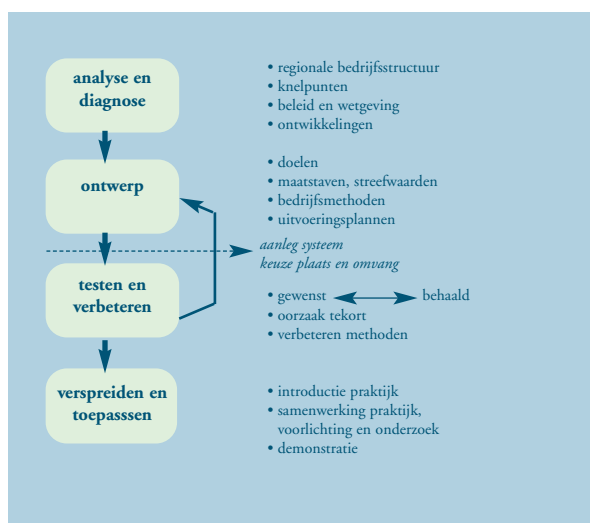 analyse en
diagnose
• regionale bedrijfsstructuur
• knelpunten
• beleid en wetgeving
• ontwikkelingen
ontwerp
• doelen
• maatstaven, streefwaarden
• bedrijfsmethoden
• uitvoeringsplannen
aanleg systeem
keuze plaats en omvang
testen en
verbeteren
• gewenst behaald
• oorzaak tekort
• verbeteren methoden
verspreiden en
toepasssen
• introductie praktijk
• samenwerking praktijk,
voorlichting en onderzoek
• demonstratie